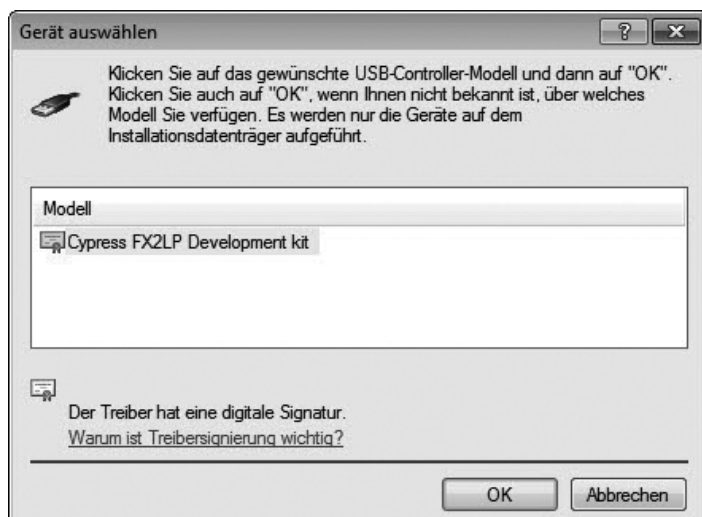 Gerät auswählen
Klicken Sie auf das gewünschte USB-Controller-Modell und dann auf "OK".
Klicken Sie auch auf "OK", wenn Ihnen nicht bekannt ist, über welches
Modell Sie verfügen. Es werden nur die Geräte auf dem
Installationsdatenträger aufgeführt.
Modell
Cypress FX2LP Development kit
Der Treiber hat eine digitale Signatur.
Warum ist Treibersignierung wichtig?
OK
Abbrechen